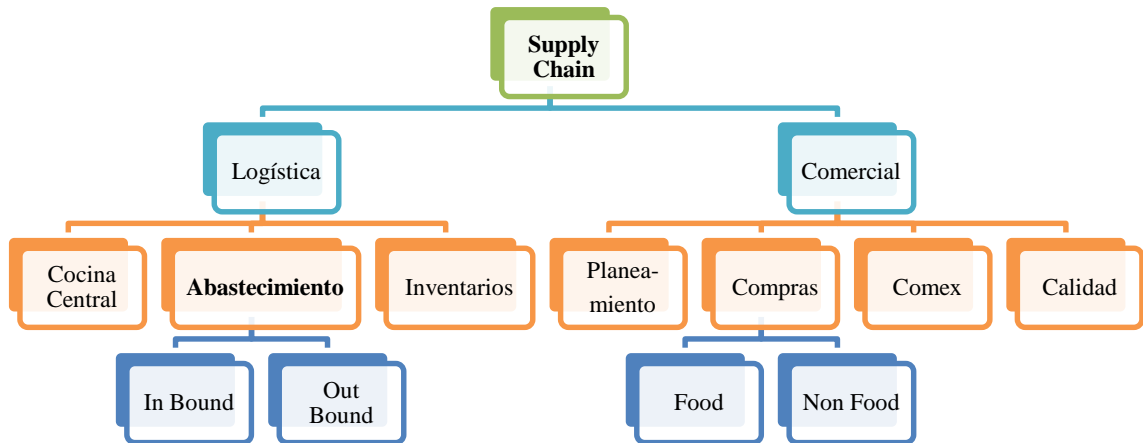 Supply
Chain
Logística
Comercial
Cocina
Central
Abastecimiento
Inventarios
Planea-
miento
Compras
Comex
Calidad
In Bound
Out
Bound
Food
Non Food